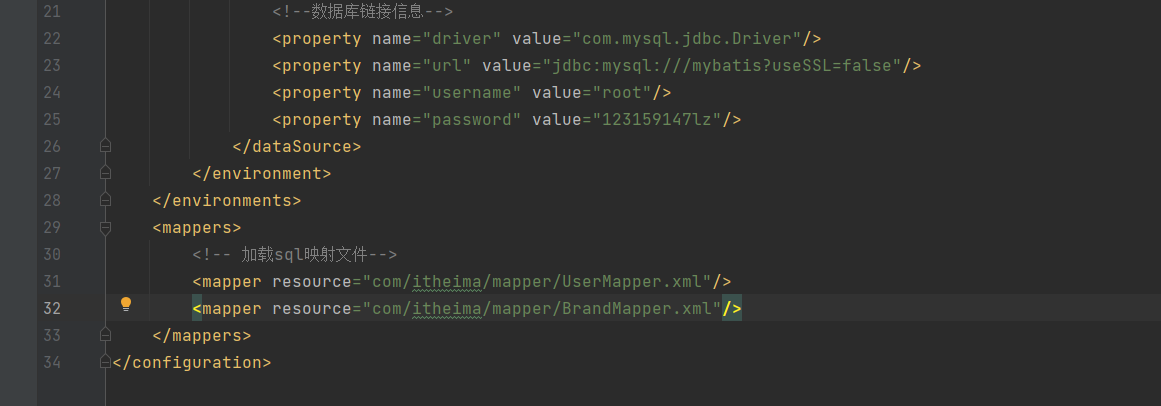 21 <!--数据库链接信息-->
22 <property name="driver" value="com.mysql.jdbc.Driver"/>
23 <property name="url" value="jdbc:mysql:///mybatis?useSSL=false"/>
24 <property name="username" value="root"/>
25 <property name="password" value="123159147lz"/>
26 </dataSource>
27 </environment>
28 </environments>
29 <mappers>
30 <!-- 加载sql映射文件-->
31 <mapper resource="com/itheima/mapper/UserMapper.xml"/>
32 <mapper resource="com/itheima/mapper/BrandMapper.xml"/>
33 </mappers>
34 </configuration>